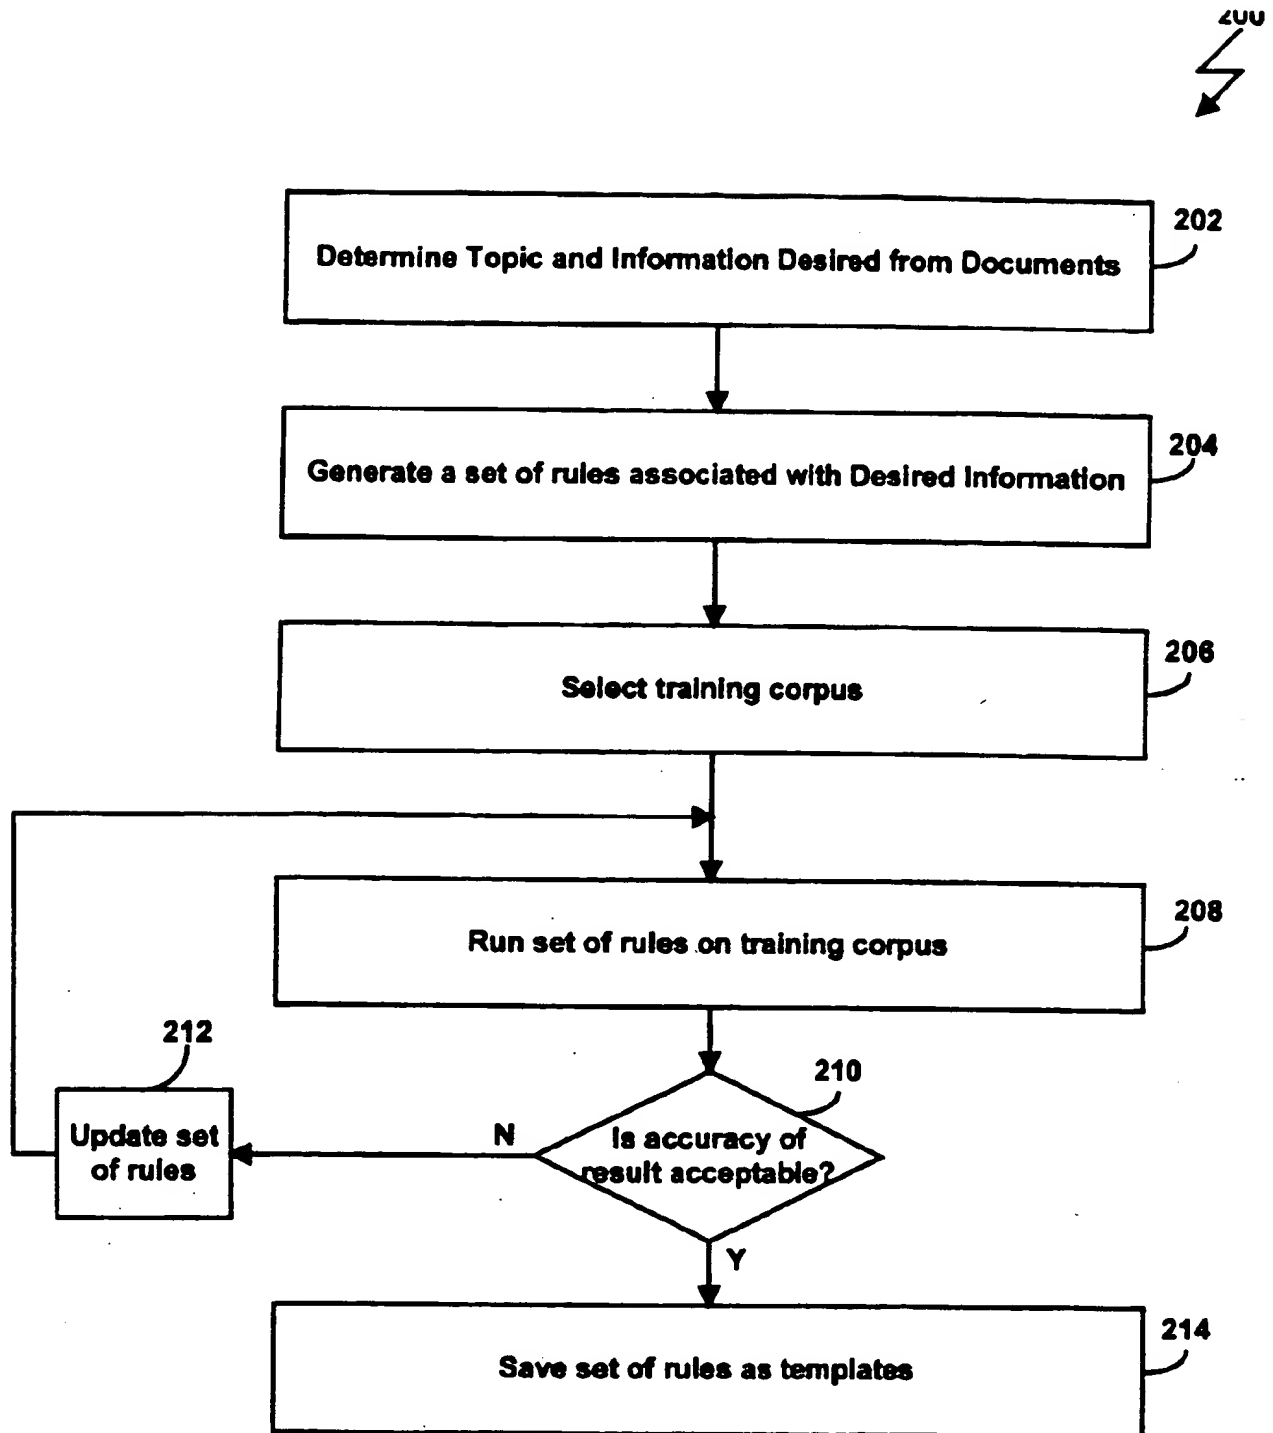 200
202
Determine Topic and Information Desired from Documents
204
Generate a set of rules associated with Desired Information
206
Select training corpus
208
Run set of rules on training corpus
212
210
Update set
of rules
N
Is accuracy of
result acceptable?
Y
214
Save set of rules as templates